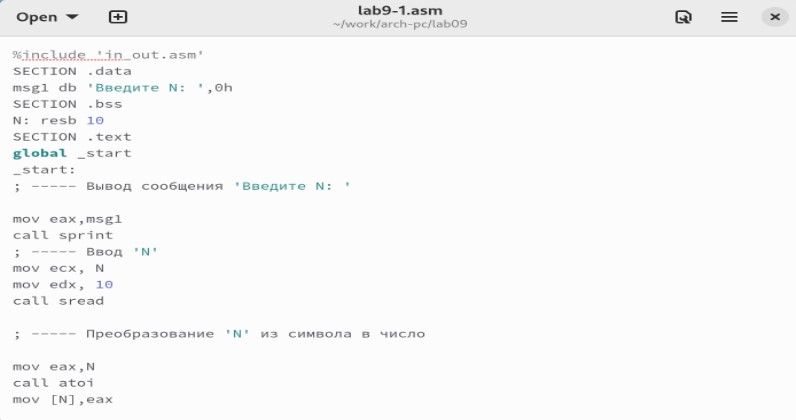 Open
lab9-1.asm
~/work/arch-pc/lab09
%include 'in_out.asm'
SECTION .data
msg1 db 'Введите N: ',0h
SECTION .bss
N: resb 10
SECTION .text
global _start
_start:
; ----- Вывод сообщения 'Введите N: '
mov eax,msg1
call sprint
; ----- Ввод 'N'
mov ecx, N
mov edx, 10
call sread
; ----- Преобразование 'N' из символа в число
mov eax,N
call atoi
mov [N],eax